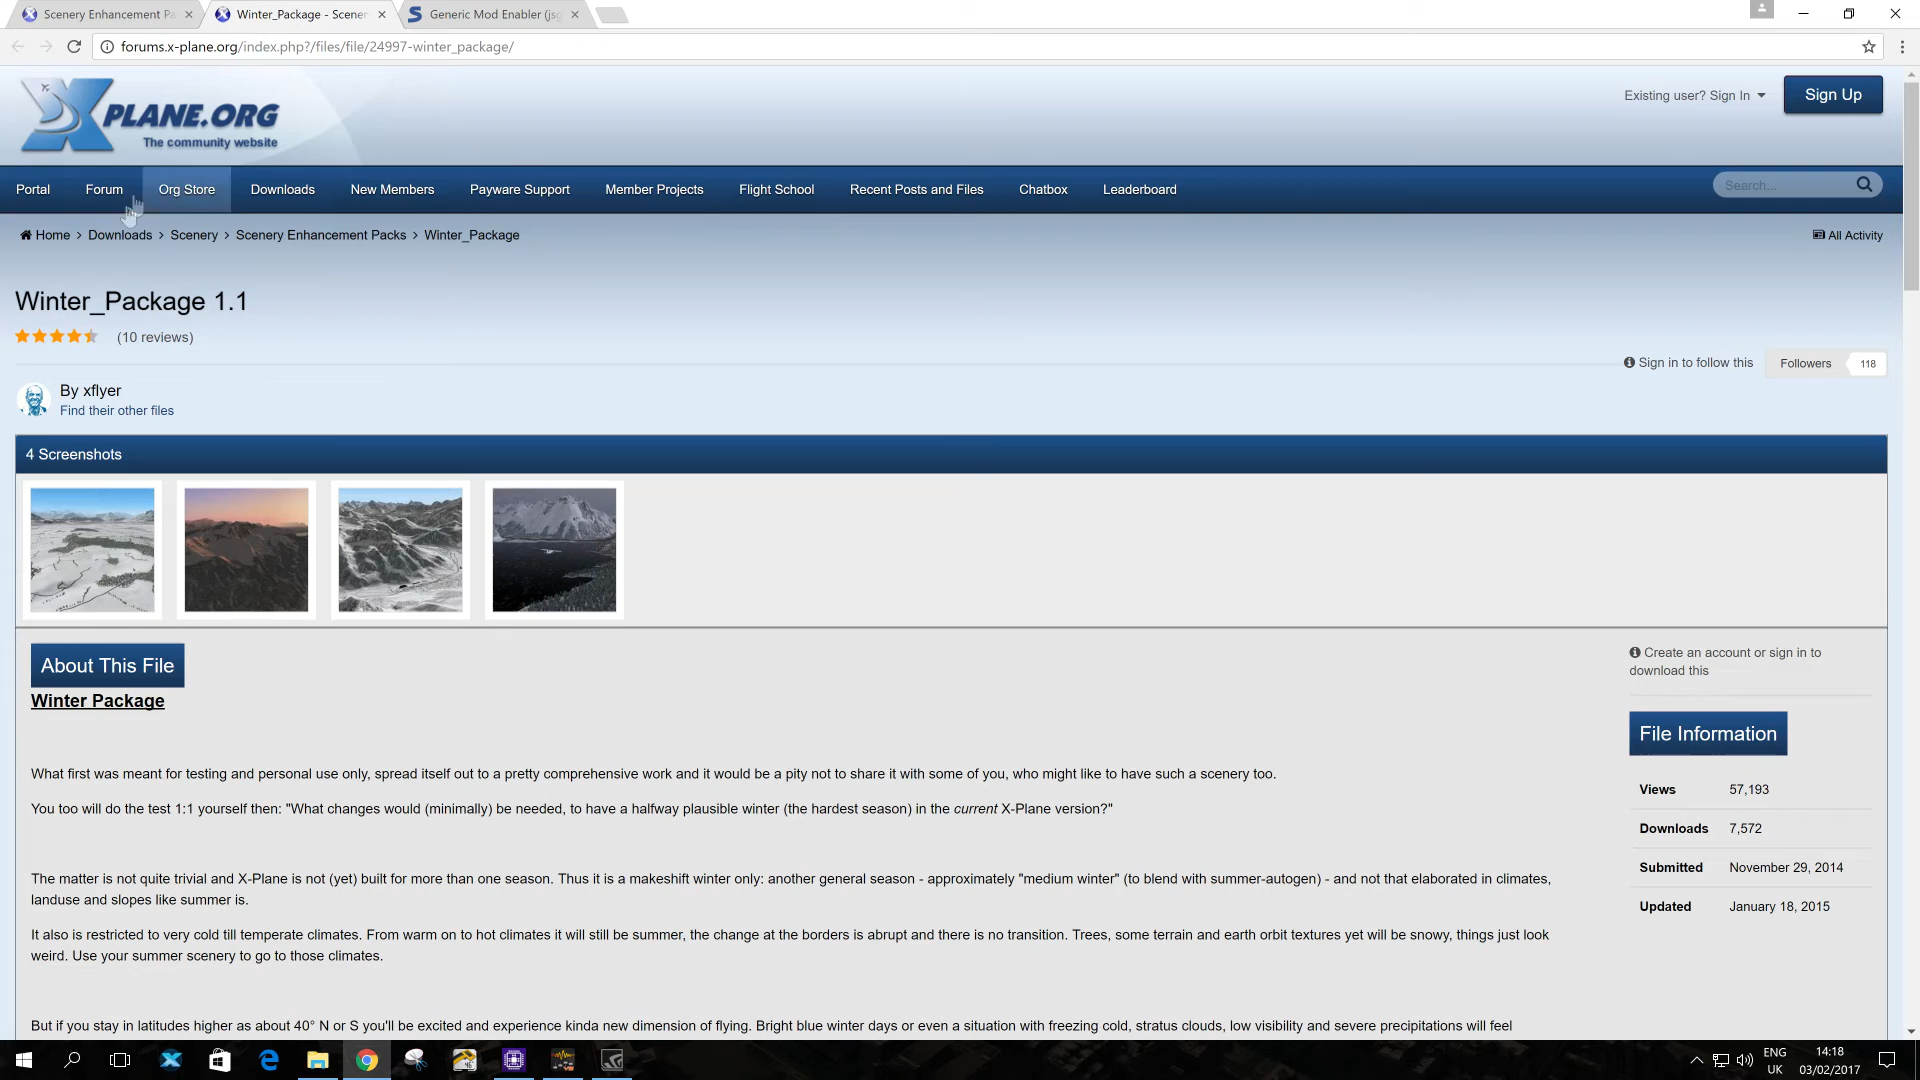 Scenery Enhancement Pa
Winter_Package - Scener
Generic Mod Enabler (jsg
forums.x-plane.org/index.php?/files/file/24997-winter_package/
X PLANE.ORG
The community website
Existing user? Sign In
Sign Up
Portal Forum Org Store Downloads New Members Payware Support Member Projects Flight School Recent Posts and Files Chatbox Leaderboard
Search...
Home > Downloads > Scenery > Scenery Enhancement Packs > Winter_Package
All Activity
Winter_Package 1.1
(10 reviews)
Sign in to follow this
Followers 118
By xflyer
Find their other files
4 Screenshots
About This File
Winter Package
What first was meant for testing and personal use only, spread itself out to a pretty comprehensive work and it would be a pity not to share it with some of you, who might like to have such a scenery too.
You too will do the test 1:1 yourself then: "What changes would (minimally) be needed, to have a halfway plausible winter (the hardest season) in the current X-Plane version?"
The matter is not quite trivial and X-Plane is not (yet) built for more than one season. Thus it is a makeshift winter only: another general season - approximately "medium winter" (to blend with summer-autogen) - and not that elaborated in climates,
landuse and slopes like summer is.
It also is restricted to very cold till temperate climates. From warm on to hot climates it will still be summer, the change at the borders is abrupt and there is no transition. Trees, some terrain and earth orbit textures yet will be snowy, things just look
weird. Use your summer scenery to go to those climates.
But if you stay in latitudes higher as about 40° N or S you'll be excited and experience kinda new dimension of flying. Bright blue winter days or even a situation with freezing cold, stratus clouds, low visibility and severe precipitations will feel
Create an account or sign in to
download this
File Information
Views 57,193
Downloads 7,572
Submitted November 29, 2014
Updated January 18, 2015
ENG
UK
14:18
03/02/2017